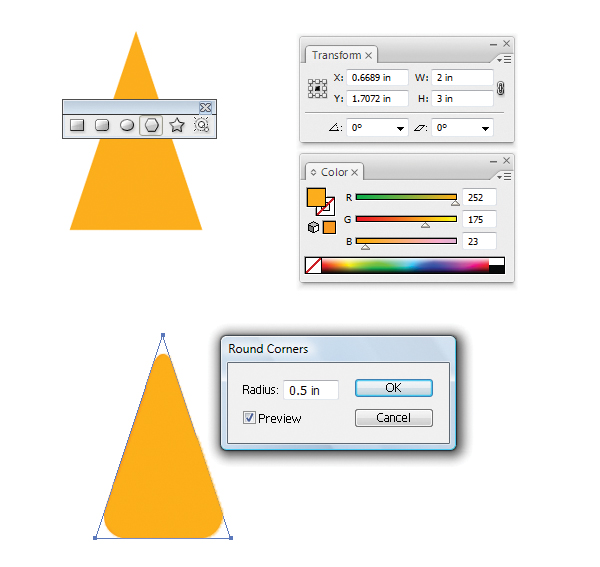 Transform
X: 0.6689 in W: 2 in
Y: 1.7072 in H: 3 in
: 0° : 0°
Color
R 252
G 175
B 23
Round Corners
Radius: 0.5 in OK
Preview Cancel